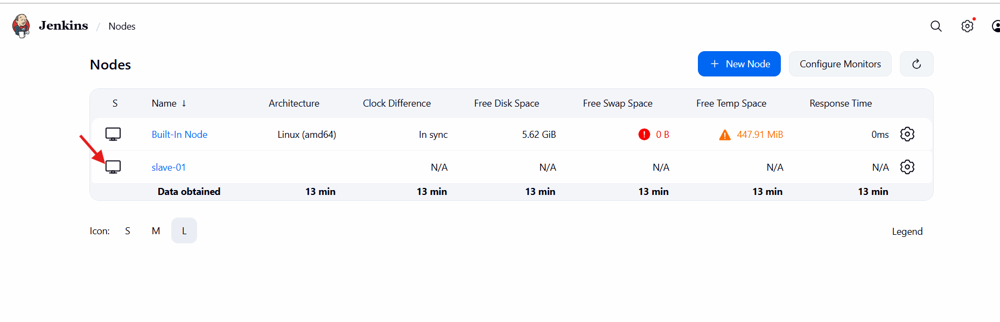 Jenkins / Nodes
Nodes
+ New Node
Configure Monitors
S Name ↓ Architecture Clock Difference Free Disk Space Free Swap Space Free Temp Space Response Time
Built-In Node Linux (amd64) In sync 5.62 GiB 0 B 447.91 MiB 0ms
slave-01 N/A N/A N/A N/A N/A
Data obtained 13 min 13 min 13 min 13 min 13 min 13 min
Icon: S M L
Legend